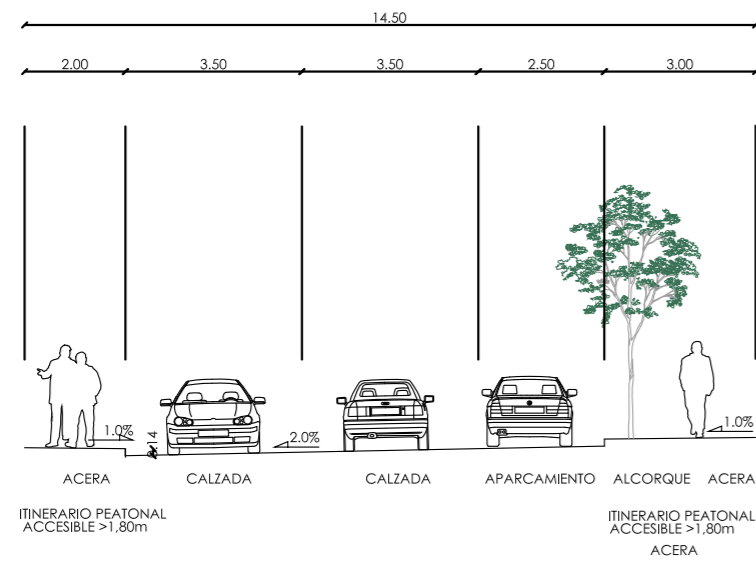 14.50
2.00 3.50 3.50 2.50 3.00
1.0% .14 2.0% 1.0%
ACERA CALZADA CALZADA APARCAMIENTO ALCORQUE ACERA
ITINERARIO PEATONAL
ACCESIBLE >1,80m
ITINERARIO PEATONAL
ACCESIBLE >1,80m
ACERA